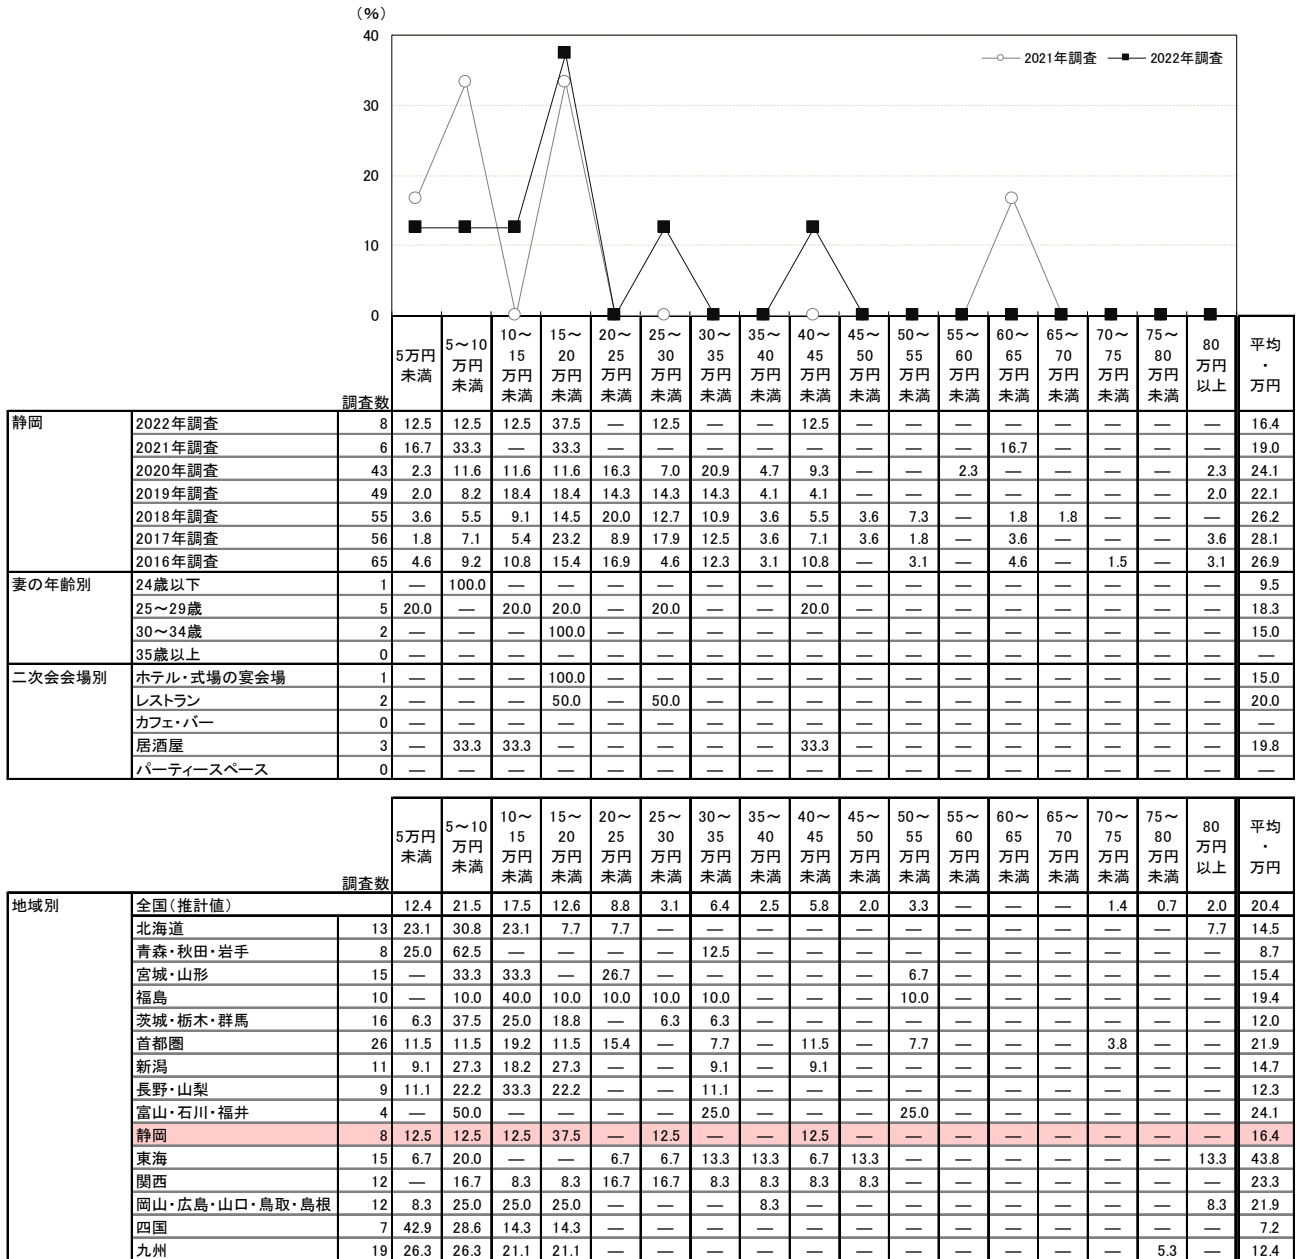 (%)
40
30
20
10
0
2021年調査 2022年調査
調査数 5万円未満 5～10万円未満 10～15万円未満 15～20万円未満 20～25万円未満 25～30万円未満 30～35万円未満 35～40万円未満 40～45万円未満 45～50万円未満 50～55万円未満 55～60万円未満 60～65万円未満 65～70万円未満 70～75万円未満 75～80万円未満 80万円以上 平均・万円
静岡 2022年調査 8 12.5 12.5 12.5 37.5 — 12.5 — — 12.5 — — — — — — — — 16.4
2021年調査 6 16.7 33.3 — 33.3 — — — — — — — — 16.7 — — — — 19.0
2020年調査 43 2.3 11.6 11.6 11.6 16.3 7.0 20.9 4.7 9.3 — — 2.3 — — — — 2.3 24.1
2019年調査 49 2.0 8.2 18.4 18.4 14.3 14.3 14.3 4.1 4.1 — — — — — — — 2.0 22.1
2018年調査 55 3.6 5.5 9.1 14.5 20.0 12.7 10.9 3.6 5.5 3.6 7.3 — 1.8 1.8 — — — 26.2
2017年調査 56 1.8 7.1 5.4 23.2 8.9 17.9 12.5 3.6 7.1 3.6 1.8 — 3.6 — — — 3.6 28.1
2016年調査 65 4.6 9.2 10.8 15.4 16.9 4.6 12.3 3.1 10.8 — 3.1 — 4.6 — 1.5 — 3.1 26.9
妻の年齢別 24歳以下 1 — 100.0 — — — — — — — — — — — — — — — 9.5
25～29歳 5 20.0 — 20.0 20.0 — 20.0 — — 20.0 — — — — — — — — 18.3
30～34歳 2 — — — 100.0 — — — — — — — — — — — — — 15.0
35歳以上 0 — — — — — — — — — — — — — — — — — —
二次会会場別 ホテル・式場の宴会場 1 — — — 100.0 — — — — — — — — — — — — — 15.0
レストラン 2 — — — 50.0 — 50.0 — — — — — — — — — — — 20.0
カフェ・バー 0 — — — — — — — — — — — — — — — — — —
居酒屋 3 — 33.3 33.3 — — — — — 33.3 — — — — — — — — 19.8
パーティースペース 0 — — — — — — — — — — — — — — — — — —
調査数 5万円未満 5～10万円未満 10～15万円未満 15～20万円未満 20～25万円未満 25～30万円未満 30～35万円未満 35～40万円未満 40～45万円未満 45～50万円未満 50～55万円未満 55～60万円未満 60～65万円未満 65～70万円未満 70～75万円未満 75～80万円未満 80万円以上 平均・万円
地域別 全国(推計値) 12.4 21.5 17.5 12.6 8.8 3.1 6.4 2.5 5.8 2.0 3.3 — — — 1.4 0.7 2.0 20.4
北海道 13 23.1 30.8 23.1 7.7 7.7 — — — — — — — — — — — 7.7 14.5
青森・秋田・岩手 8 25.0 62.5 — — — — 12.5 — — — — — — — — — — 8.7
宮城・山形 15 — 33.3 33.3 — 26.7 — — — — — 6.7 — — — — — — 15.4
福島 10 — 10.0 40.0 10.0 10.0 10.0 10.0 — — — 10.0 — — — — — — 19.4
茨城・栃木・群馬 16 6.3 37.5 25.0 18.8 — 6.3 6.3 — — — — — — — — — — 12.0
首都圏 26 11.5 11.5 19.2 11.5 15.4 — 7.7 — 11.5 — 7.7 — — — 3.8 — — 21.9
新潟 11 9.1 27.3 18.2 27.3 — — 9.1 — 9.1 — — — — — — — — 14.7
長野・山梨 9 11.1 22.2 33.3 22.2 — — 11.1 — — — — — — — — — — 12.3
富山・石川・福井 4 — 50.0 — — — — 25.0 — — — 25.0 — — — — — — 24.1
静岡 8 12.5 12.5 12.5 37.5 — 12.5 — — 12.5 — — — — — — — — 16.4
東海 15 6.7 20.0 — — 6.7 6.7 13.3 13.3 6.7 13.3 — — — — — — 13.3 43.8
関西 12 — 16.7 8.3 8.3 16.7 16.7 8.3 8.3 8.3 8.3 — — — — — — — 23.3
岡山・広島・山口・鳥取・島根 12 8.3 25.0 25.0 25.0 — — — 8.3 — — — — — — — — 8.3 21.9
四国 7 42.9 28.6 14.3 14.3 — — — — — — — — — — — — — 7.2
九州 19 26.3 26.3 21.1 21.1 — — — — — — — — — — — 5.3 — 12.4